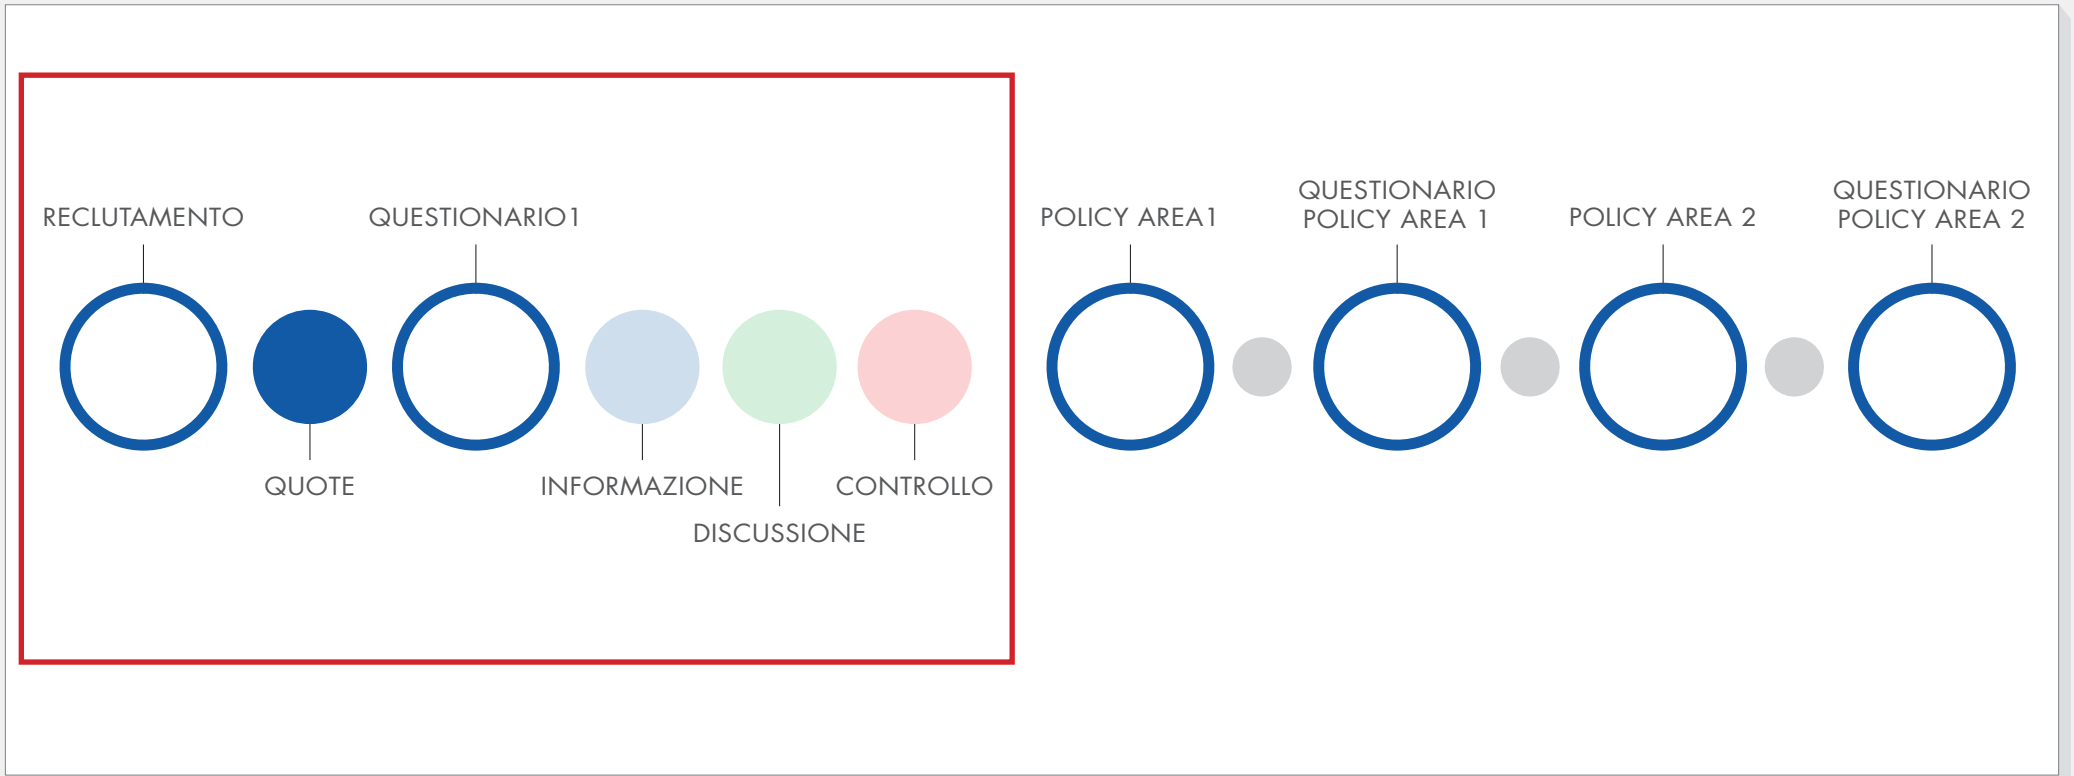 RECLUTAMENTO
QUOTE
QUESTIONARIO1
INFORMAZIONE
DISCUSSIONE
CONTROLLO
POLICY AREA1
QUESTIONARIO
POLICY AREA 1
POLICY AREA 2
QUESTIONARIO
POLICY AREA 2